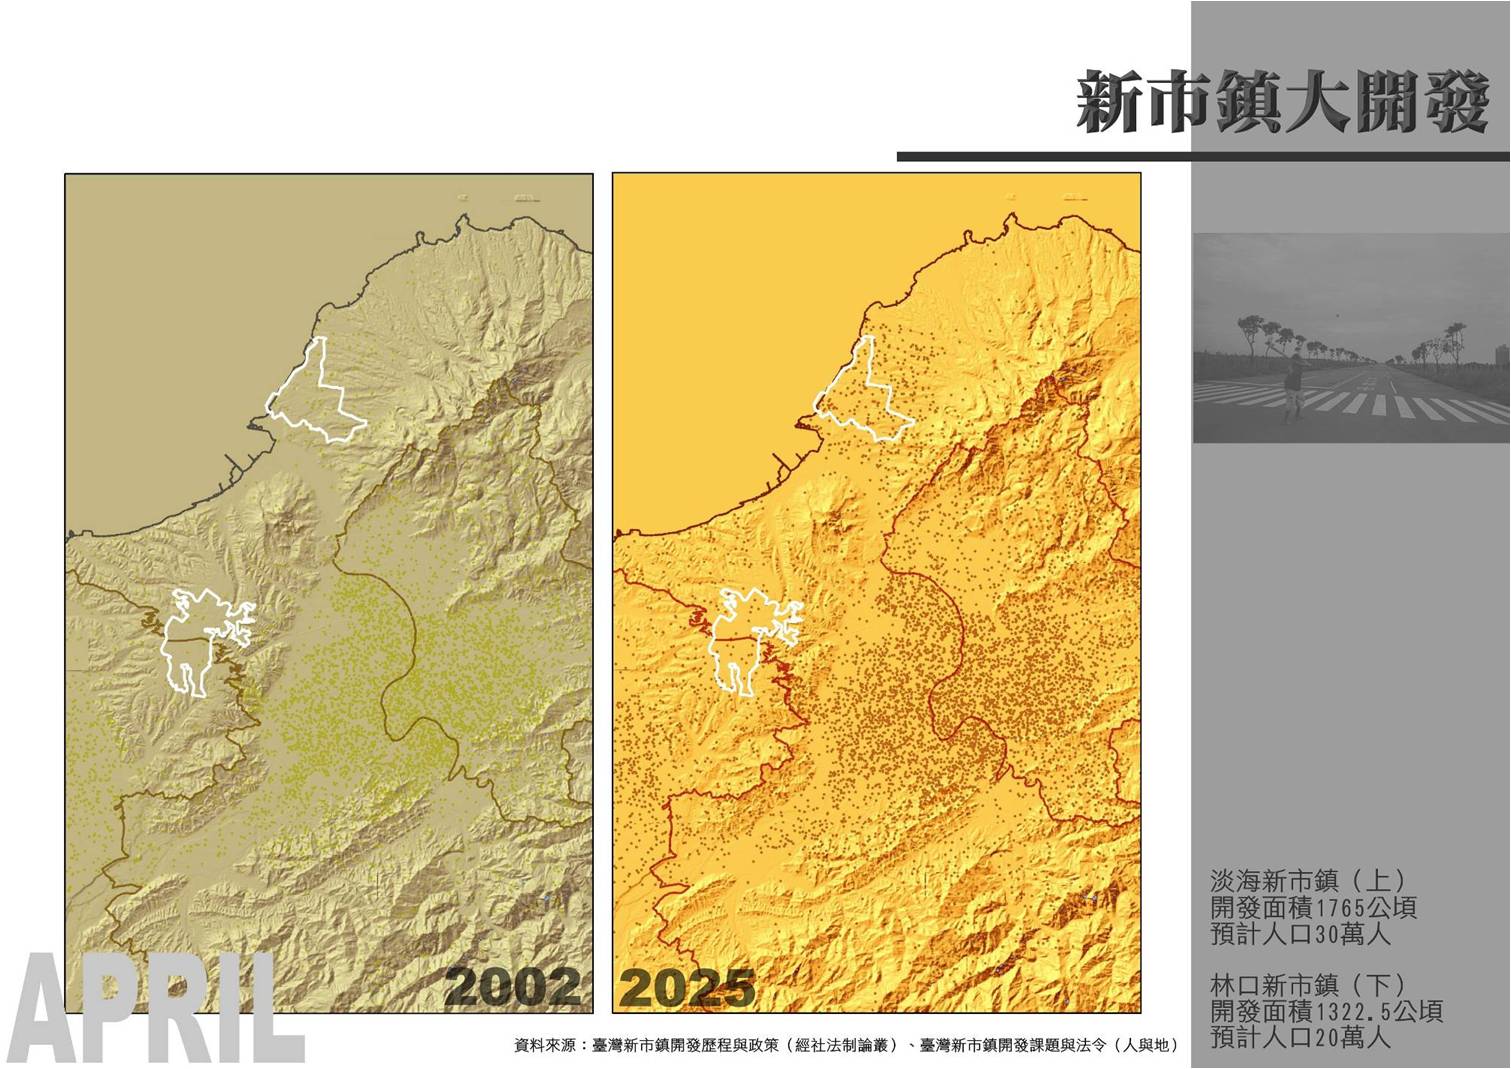 新市鎮大開發
2002
2025
淡海新市鎮（上）
開發面積1765公頃
預計人口30萬人
林口新市鎮（下）
開發面積1322.5公頃
預計人口20萬人
APRIL
資料來源：臺灣新市鎮開發歷程與政策（經社法制論叢）、臺灣新市鎮開發課題與法令（人與地）